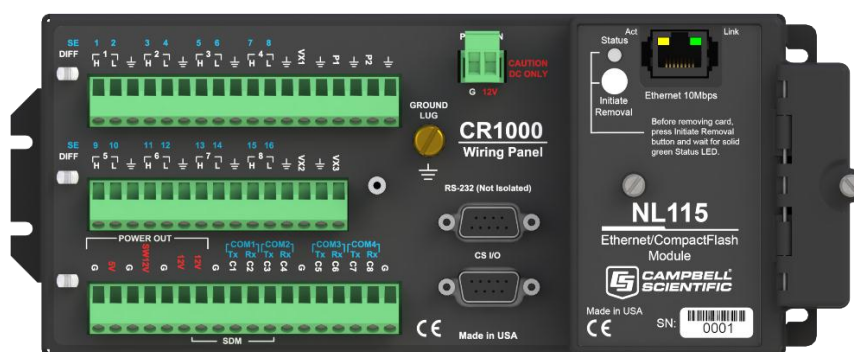 SE 1 2 3 4 5 6 7 8
DIFF 1 2 3 4
H L ⏚ H L ⏚ H L ⏚ H L ⏚ VX1 ⏚ P1 ⏚ P2 ⏚
SE 9 10 11 12 13 14 15 16
DIFF 5 6 7 8
H L ⏚ H L ⏚ H L ⏚ H L ⏚ VX2 ⏚ VX3
POWER OUT
COM1 COM2 COM3 COM4
Tx Rx Tx Rx Tx Rx Tx Rx
G 5V G SW12V G 12V 12V G C1 C2 C3 C4 G C5 C6 C7 C8 G
SDM
CAUTION
DC ONLY
G 12V
GROUND
LUG
CR1000
Wiring Panel
RS-232 (Not Isolated)
CS I/O
Made in USA
CE
Act Link
Status
Initiate
Removal
Ethernet 10Mbps
Before removing card,
press Initiate Removal
button and wait for solid
green Status LED.
NL115
Ethernet/CompactFlash
Module
CAMPBELL
SCIENTIFIC
Made in USA
CE
SN: 0001